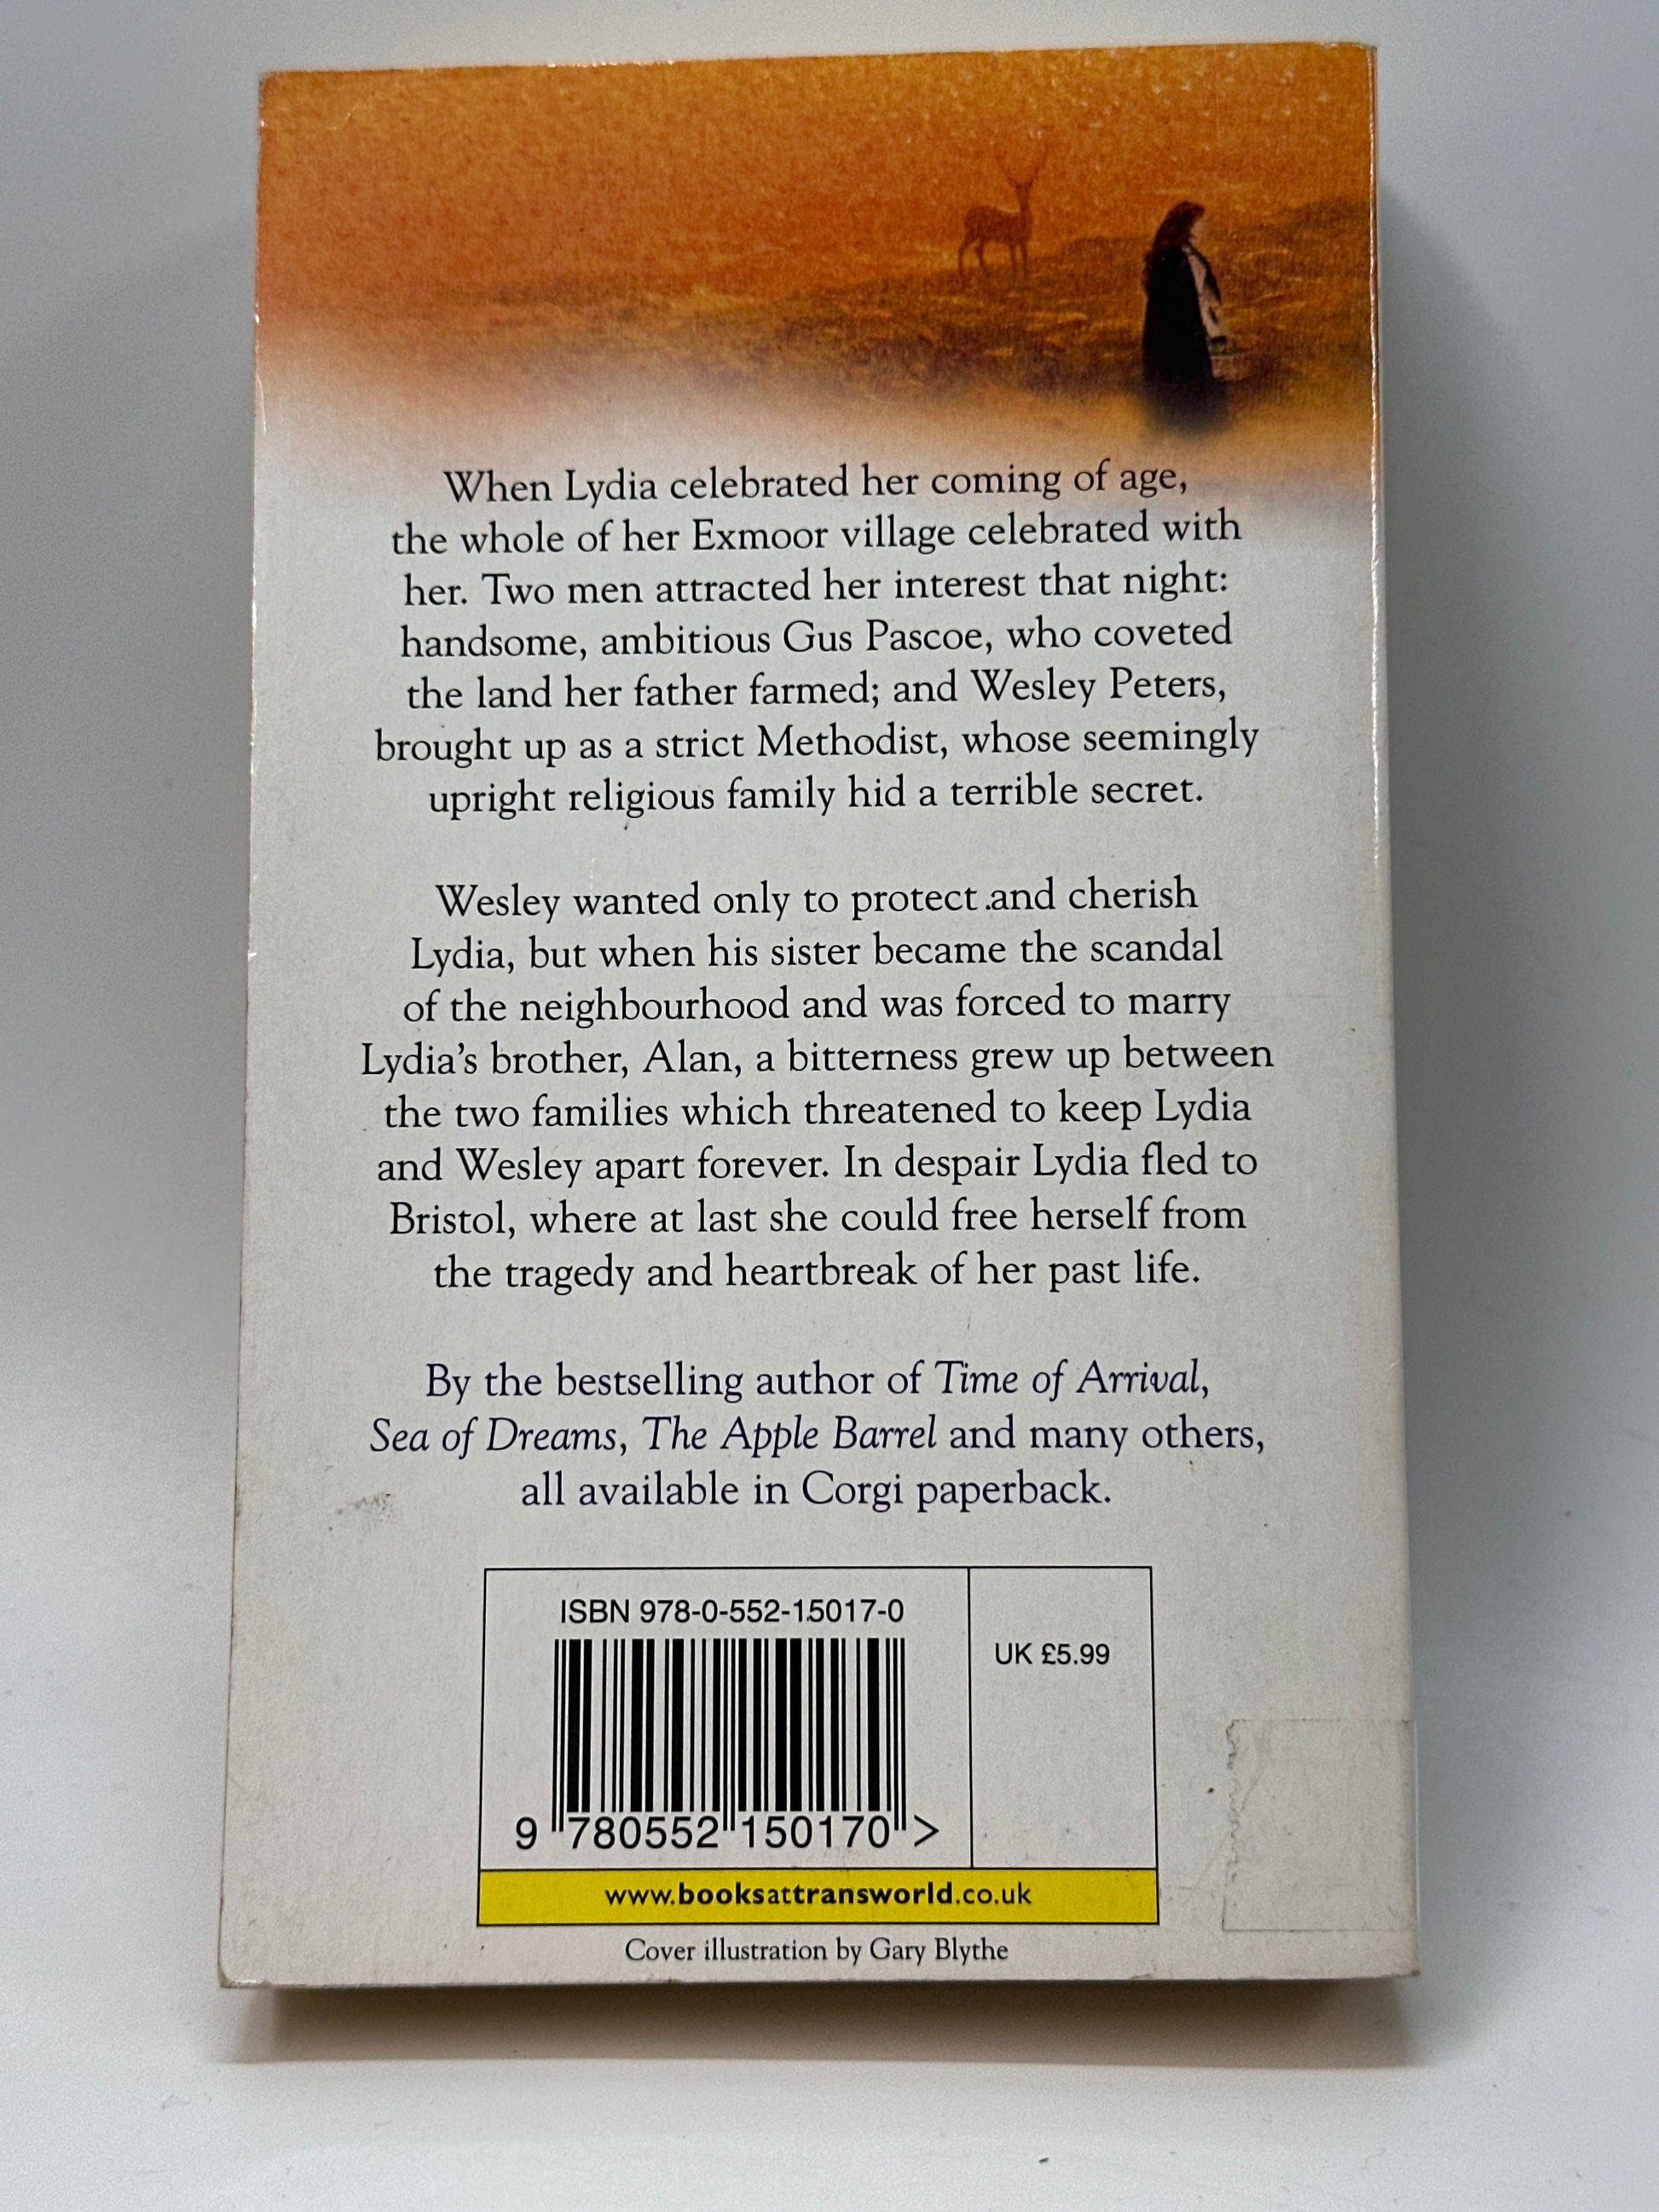 When Lydia celebrated her coming of age,
the whole of her Exmoor village celebrated with
her. Two men attracted her interest that night:
handsome, ambitious Gus Pascoe, who coveted
the land her father farmed; and Wesley Peters,
brought up as a strict Methodist, whose seemingly
upright religious family hid a terrible secret.
Wesley wanted only to protect and cherish
Lydia, but when his sister became the scandal
of the neighbourhood and was forced to marry
Lydia's brother, Alan, a bitterness grew up between
the two families which threatened to keep Lydia
and Wesley apart forever. In despair Lydia fled to
Bristol, where at last she could free herself from
the tragedy and heartbreak of her past life.
By the bestselling author of Time of Arrival,
Sea of Dreams, The Apple Barrel and many others,
all available in Corgi paperback.
ISBN 978-0-552-15017-0
UK £5.99
9 780552 150170 >
www.booksattransworld.co.uk
Cover illustration by Gary Blythe